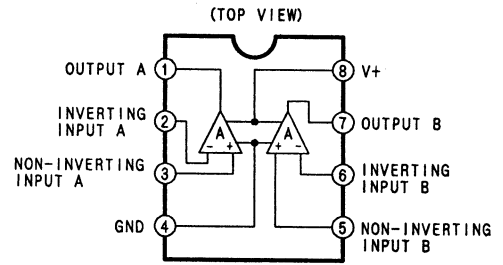 (TOP VIEW)
OUTPUT A
1
8
V+
INVERTING
INPUT A
2
A
- +
A
+ -
7
OUTPUT B
NON-INVERTING
INPUT A
3
6
INVERTING
INPUT B
GND
4
5
NON-INVERTING
INPUT B